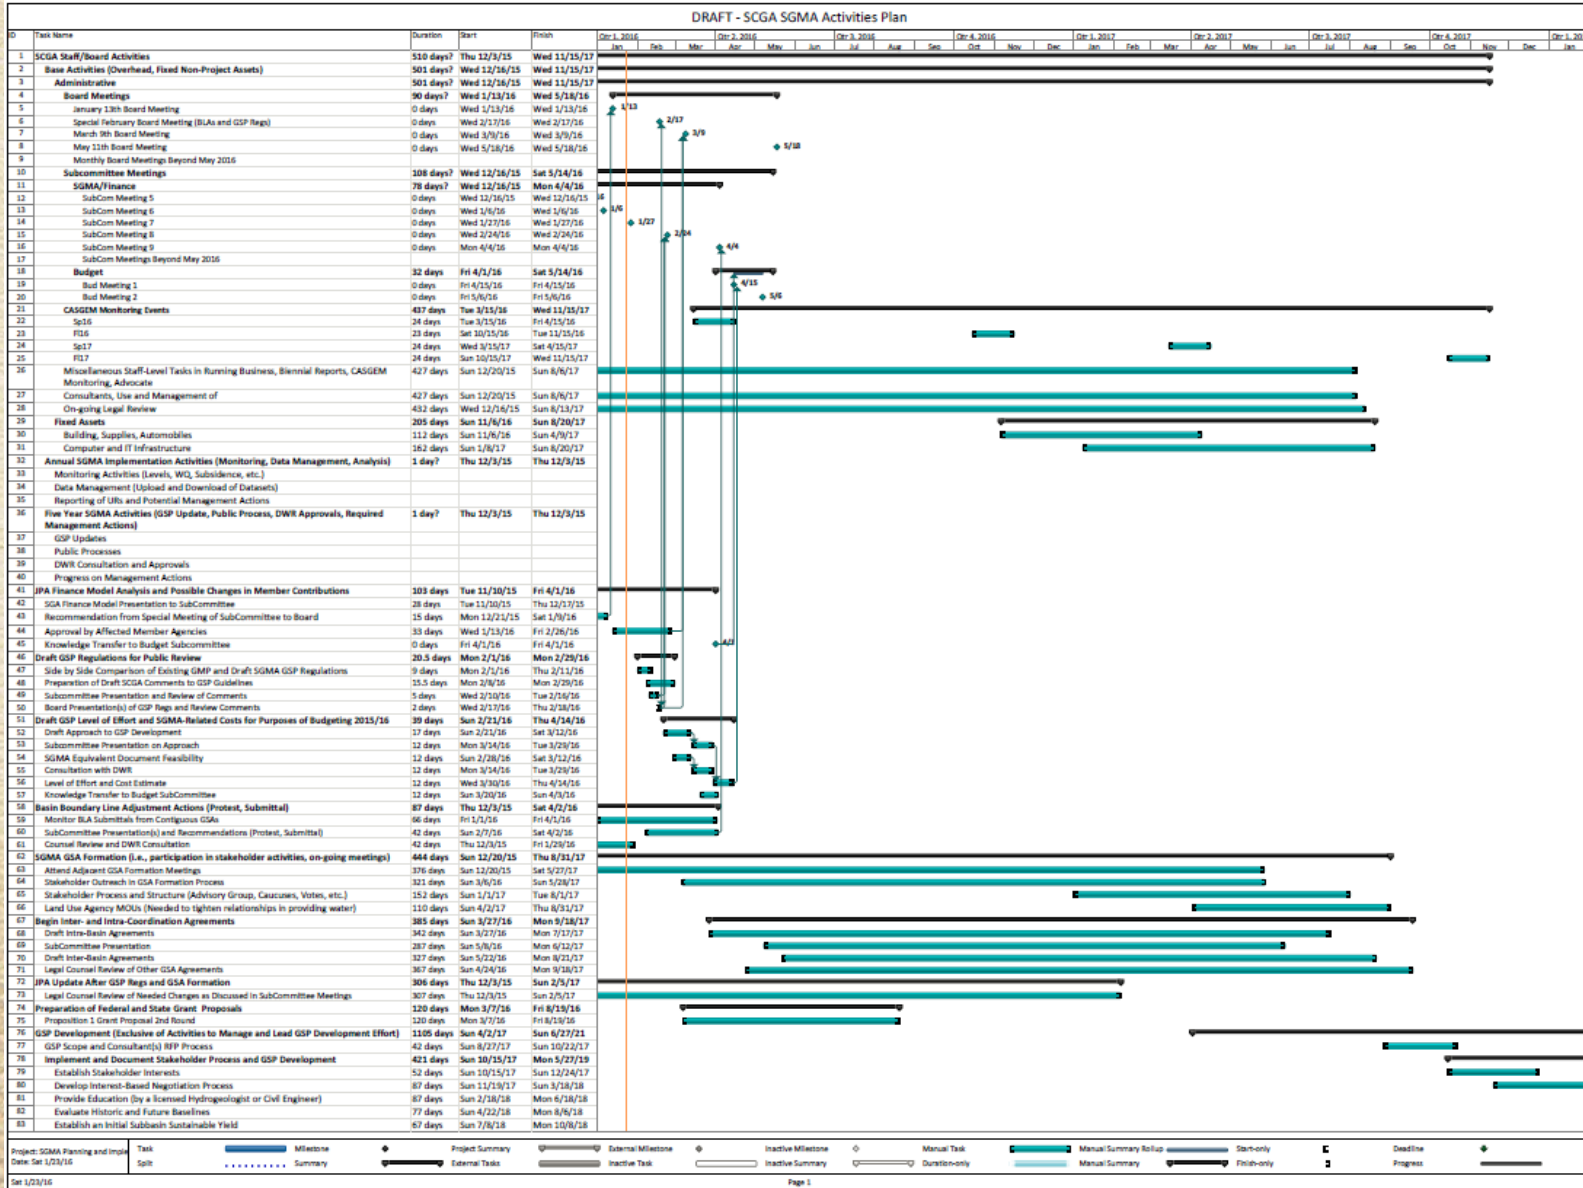 DRAFT - SCGA SGMA Activities Plan
ID Task Name Duration Start Finish Qtr 1, 2016 Qtr 2, 2016 Qtr 3, 2016 Qtr 4, 2016 Qtr 1, 2017 Qtr 2, 2017 Qtr 3, 2017 Qtr 4, 2017 Qtr 1, 20
Jan Feb Mar Apr May Jun Jul Aug Sep Oct Nov Dec Jan Feb Mar Apr May Jun Jul Aug Sep Oct Nov Dec Jan
1 SCGA Staff/Board Activities 510 days? Thu 12/3/15 Wed 11/15/17
2 Base Activities (Overhead, Fixed Non-Project Assets) 501 days? Wed 12/16/15 Wed 11/15/17
3 Administrative 501 days? Wed 12/16/15 Wed 11/15/17
4 Board Meetings 90 days? Wed 1/13/16 Wed 5/18/16
5 January 13th Board Meeting 0 days Wed 1/13/16 Wed 1/13/16 1/13
6 Special February Board Meeting (BLAs and GSP Regs) 0 days Wed 2/17/16 Wed 2/17/16 2/17
7 March 9th Board Meeting 0 days Wed 3/9/16 Wed 3/9/16 3/9
8 May 11th Board Meeting 0 days Wed 5/18/16 Wed 5/18/16 5/18
9 Monthly Board Meetings Beyond May 2016
10 Subcommittee Meetings 108 days? Wed 12/16/15 Sat 5/14/16
11 SGMA/Finance 78 days? Wed 12/16/15 Mon 4/4/16
12 SubCom Meeting 5 0 days Wed 12/16/15 Wed 12/16/15
13 SubCom Meeting 6 0 days Wed 1/6/16 Wed 1/6/16 1/6
14 SubCom Meeting 7 0 days Wed 1/27/16 Wed 1/27/16 1/27
15 SubCom Meeting 8 0 days Wed 2/24/16 Wed 2/24/16 2/24
16 SubCom Meeting 9 0 days Mon 4/4/16 Mon 4/4/16 4/4
17 SubCom Meetings Beyond May 2016
18 Budget 32 days Fri 4/1/16 Sat 5/14/16
19 Bud Meeting 1 0 days Fri 4/15/16 Fri 4/15/16 4/15
20 Bud Meeting 2 0 days Fri 5/6/16 Fri 5/6/16 5/6
21 CASGEM Monitoring Events 437 days Tue 3/15/16 Wed 11/15/17
22 Sp16 24 days Tue 3/15/16 Fri 4/15/16
23 Fl16 23 days Sat 10/15/16 Tue 11/15/16
24 Sp17 24 days Wed 3/15/17 Sat 4/15/17
25 Fl17 24 days Sun 10/15/17 Wed 11/15/17
26 Miscellaneous Staff-Level Tasks in Running Business, Biennial Reports, CASGEM 427 days Sun 12/20/15 Sun 8/6/17
Monitoring, Advocate
27 Consultants, Use and Management of 427 days Sun 12/20/15 Sun 8/6/17
28 On-going Legal Review 432 days Wed 12/16/15 Sun 8/13/17
29 Fixed Assets 205 days Sun 11/6/16 Sun 8/20/17
30 Building, Supplies, Automobiles 112 days Sun 11/6/16 Sun 4/9/17
31 Computer and IT Infrastructure 162 days Sun 1/8/17 Sun 8/20/17
32 Annual SGMA Implementation Activities (Monitoring, Data Management, Analysis) 1 day? Thu 12/3/15 Thu 12/3/15
33 Monitoring Activities (Levels, WQ, Subsidence, etc.)
34 Data Management (Upload and Download of Datasets)
35 Reporting of URs and Potential Management Actions
36 Five Year SGMA Activities (GSP Update, Public Process, DWR Approvals, Required 1 day? Thu 12/3/15 Thu 12/3/15
Management Actions)
37 GSP Updates
38 Public Processes
39 DWR Consultation and Approvals
40 Progress on Management Actions
41 JPA Finance Model Analysis and Possible Changes in Member Contributions 103 days Tue 11/10/15 Fri 4/1/16
42 SGA Finance Model Presentation to SubCommittee 28 days Tue 11/10/15 Thu 12/17/15
43 Recommendation from Special Meeting of SubCommittee to Board 15 days Mon 12/21/15 Sat 1/9/16
44 Approval by Affected Member Agencies 33 days Wed 1/13/16 Fri 2/26/16
45 Knowledge Transfer to Budget Subcommittee 0 days Fri 4/1/16 Fri 4/1/16 4/1
46 Draft GSP Regulations for Public Review 20.5 days Mon 2/1/16 Mon 2/29/16
47 Side by Side Comparison of Existing GMP and Draft SGMA GSP Regulations 9 days Mon 2/1/16 Thu 2/11/16
48 Preparation of Draft SCGA Comments to GSP Guidelines 15.5 days Mon 2/8/16 Mon 2/29/16
49 Subcommittee Presentation and Review of Comments 5 days Wed 2/10/16 Tue 2/16/16
50 Board Presentation(s) of GSP Regs and Review Comments 2 days Wed 2/17/16 Thu 2/18/16
51 Draft GSP Level of Effort and SGMA-Related Costs for Purposes of Budgeting 2015/16 39 days Sun 2/21/16 Thu 4/14/16
52 Draft Approach to GSP Development 17 days Sun 2/21/16 Sat 3/12/16
53 Subcommittee Presentation on Approach 12 days Mon 3/14/16 Tue 3/29/16
54 SGMA Equivalent Document Feasibility 12 days Sun 2/28/16 Sat 3/12/16
55 Consultation with DWR 12 days Mon 3/14/16 Tue 3/29/16
56 Level of Effort and Cost Estimate 12 days Wed 3/30/16 Thu 4/14/16
57 Knowledge Transfer to Budget SubCommittee 12 days Sun 3/20/16 Sun 4/3/16
58 Basin Boundary Line Adjustment Actions (Protest, Submittal) 87 days Thu 12/3/15 Sat 4/2/16
59 Monitor BLA Submittals from Contiguous GSAs 66 days Fri 1/1/16 Fri 4/1/16
60 SubCommittee Presentation(s) and Recommendations (Protest, Submittal) 42 days Sun 2/7/16 Sat 4/2/16
61 Counsel Review and DWR Consultation 42 days Thu 12/3/15 Fri 1/29/16
62 SGMA GSA Formation (i.e., participation in stakeholder activities, on-going meetings) 444 days Sun 12/20/15 Thu 8/31/17
63 Attend Adjacent GSA Formation Meetings 376 days Sun 12/20/15 Sat 5/27/17
64 Stakeholder Outreach in GSA Formation Process 321 days Sun 3/6/16 Sun 5/28/17
65 Stakeholder Process and Structure (Advisory Group, Caucuses, Votes, etc.) 152 days Sun 1/1/17 Tue 8/1/17
66 Land Use Agency MOUs (Needed to tighten relationships in providing water) 110 days Sun 4/2/17 Thu 8/31/17
67 Begin Inter- and Intra-Coordination Agreements 385 days Sun 3/27/16 Mon 9/18/17
68 Draft Intra-Basin Agreements 342 days Sun 3/27/16 Mon 7/17/17
69 SubCommittee Presentation 287 days Sun 5/8/16 Mon 6/12/17
70 Draft Inter-Basin Agreements 327 days Sun 5/22/16 Mon 8/21/17
71 Legal Counsel Review of Other GSA Agreements 367 days Sun 4/24/16 Mon 9/18/17
72 JPA Update After GSP Regs and GSA Formation 306 days Thu 12/3/15 Sun 2/5/17
73 Legal Counsel Review of Needed Changes as Discussed in SubCommittee Meetings 307 days Thu 12/3/15 Sun 2/5/17
74 Preparation of Federal and State Grant Proposals 120 days Mon 3/7/16 Fri 8/19/16
75 Proposition 1 Grant Proposal 2nd Round 120 days Mon 3/7/16 Fri 8/19/16
76 GSP Development (Exclusive of Activities to Manage and Lead GSP Development Effort) 1105 days Sun 4/2/17 Sun 6/27/21
77 GSP Scope and Consultant(s) RFP Process 42 days Sun 8/27/17 Sun 10/22/17
78 Implement and Document Stakeholder Process and GSP Development 421 days Sun 10/15/17 Mon 5/27/19
79 Establish Stakeholder Interests 52 days Sun 10/15/17 Sun 12/24/17
80 Develop Interest-Based Negotiation Process 87 days Sun 11/19/17 Sun 3/18/18
81 Provide Education (by a licensed Hydrogeologist or Civil Engineer) 87 days Sun 2/18/18 Mon 6/18/18
82 Evaluate Historic and Future Baselines 77 days Sun 4/22/18 Mon 8/6/18
83 Establish an Initial Subbasin Sustainable Yield 67 days Sun 7/8/18 Mon 10/8/18
Project: SGMA Planning and Imple Task Milestone Project Summary External Milestone Inactive Milestone Manual Task Manual Summary Rollup Start-only Deadline
Date: Sat 1/23/16 Split Summary External Tasks Inactive Task Inactive Summary Duration-only Manual Summary Finish-only Progress
Sat 1/23/16 Page 1